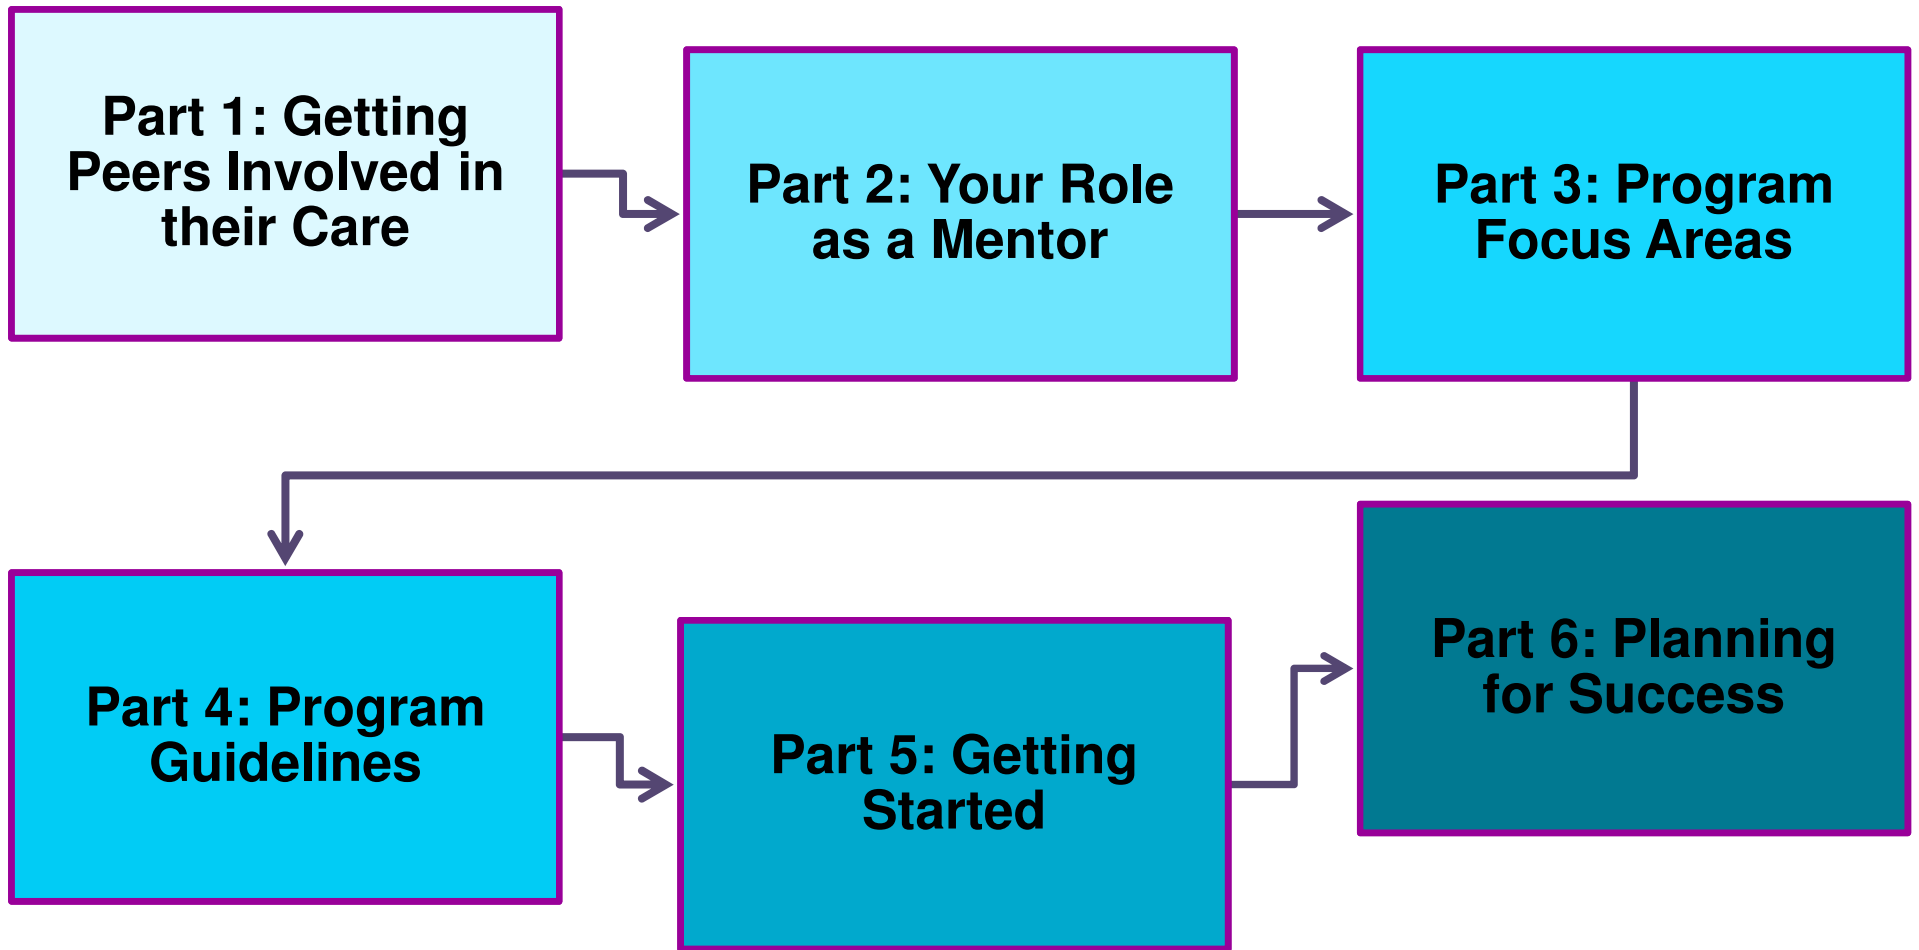 Part 1: Getting
Peers Involved in
their Care
Part 2: Your Role
as a Mentor
Part 3: Program
Focus Areas
Part 4: Program
Guidelines
Part 5: Getting
Started
Part 6: Planning
for Success